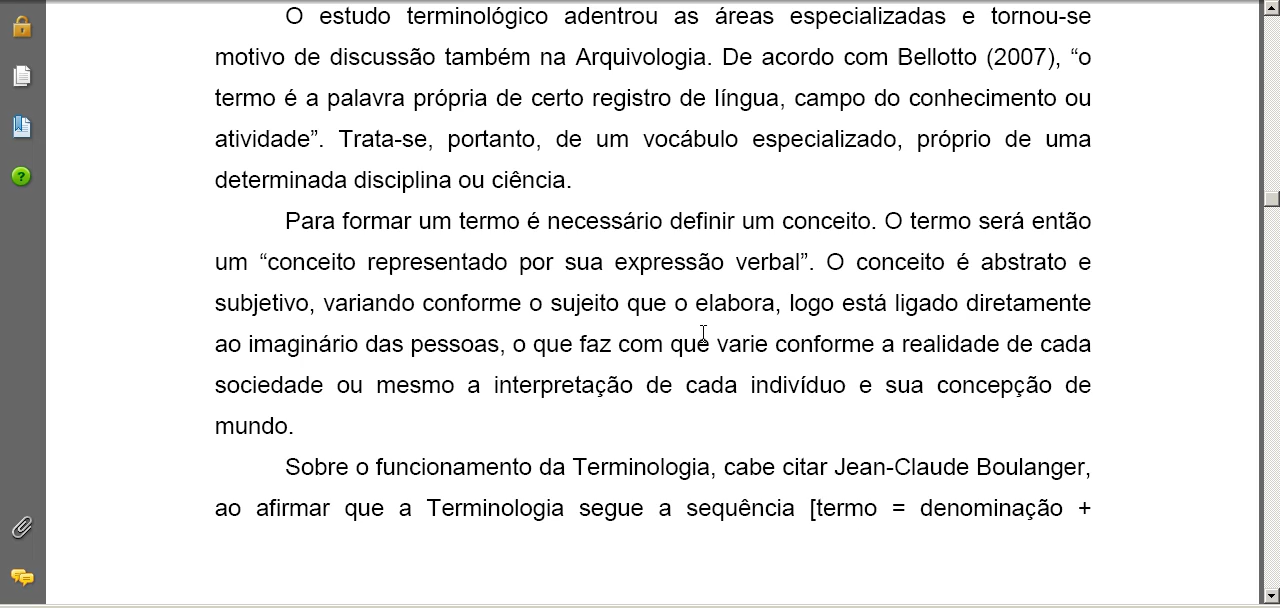 O estudo terminológico adentrou as áreas especializadas e tornou-se
motivo de discussão também na Arquivologia. De acordo com Bellotto (2007), “o
termo é a palavra própria de certo registro de língua, campo do conhecimento ou
atividade”. Trata-se, portanto, de um vocábulo especializado, próprio de uma
determinada disciplina ou ciência.
Para formar um termo é necessário definir um conceito. O termo será então
um “conceito representado por sua expressão verbal”. O conceito é abstrato e
subjetivo, variando conforme o sujeito que o elabora, logo está ligado diretamente
ao imaginário das pessoas, o que faz com que varie conforme a realidade de cada
sociedade ou mesmo a interpretação de cada indivíduo e sua concepção de
mundo.
Sobre o funcionamento da Terminologia, cabe citar Jean-Claude Boulanger,
ao afirmar que a Terminologia segue a sequência [termo = denominação +